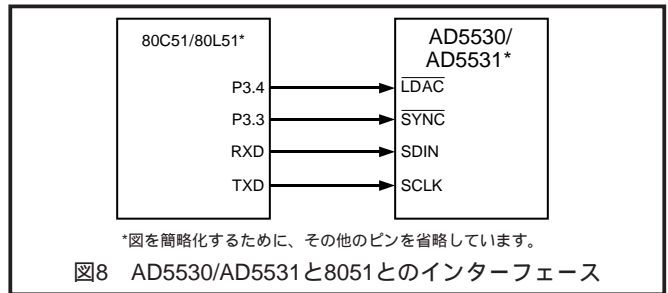 80C51/80L51*
AD5530/
AD5531*
P3.4
LDAC
P3.3
SYNC
RXD
SDIN
TXD
SCLK
*図を簡略化するために、その他のピンを省略しています。
図8 AD5530/AD5531と8051とのインターフェース